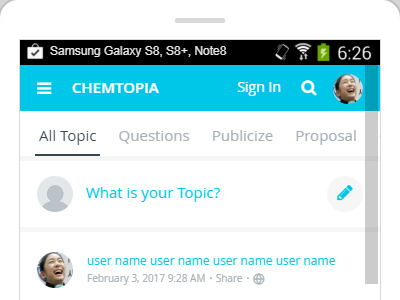 Samsung Galaxy S8, S8+, Note8
6:26
CHEMTOPIA
Sign In
All Topic
Questions
Publicize
Proposal
What is your Topic?
user name user name user name user name
February 3, 2017 9:28 AM · Share ·